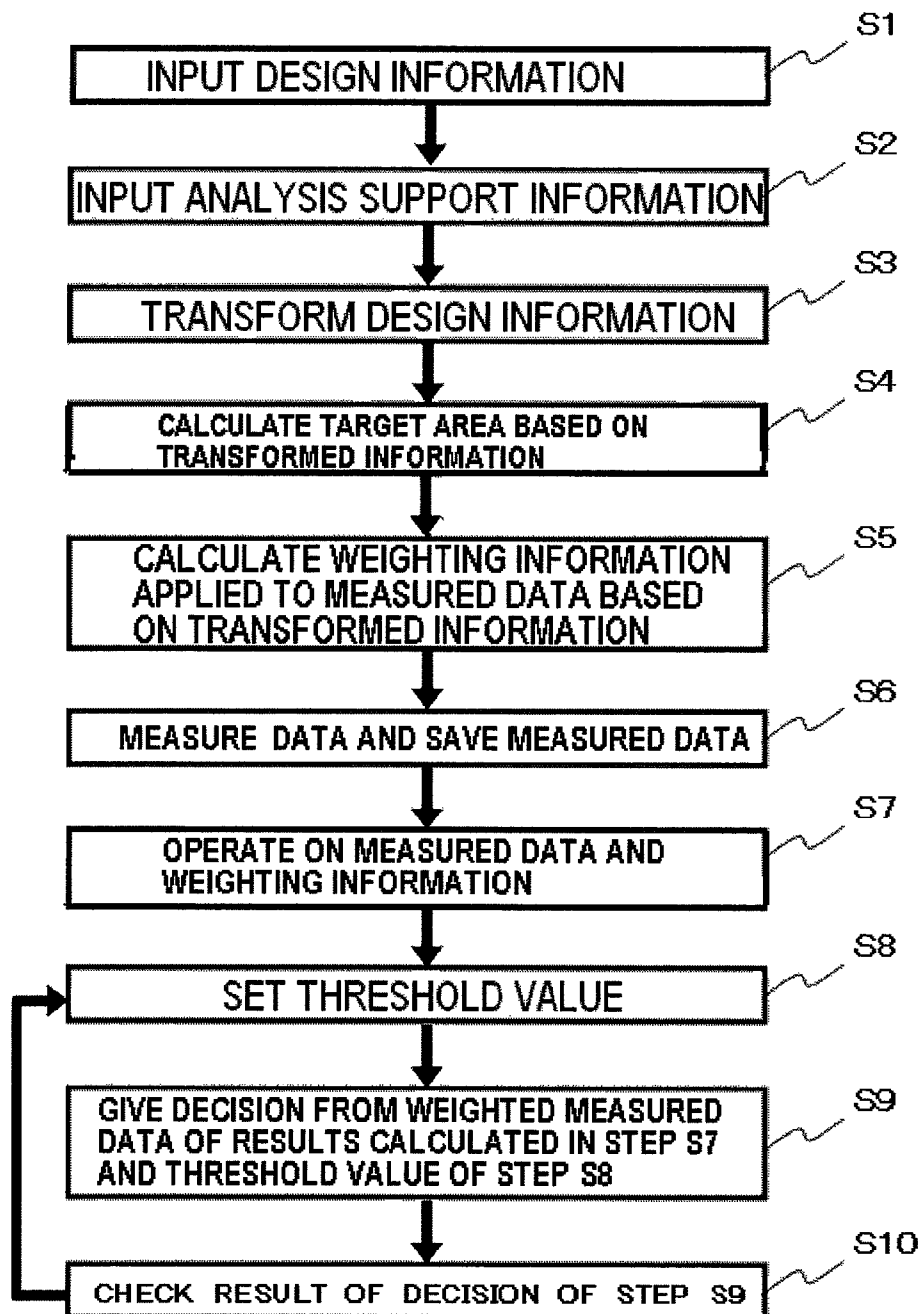 S1
INPUT DESIGN INFORMATION
S2
INPUT ANALYSIS SUPPORT INFORMATION
S3
TRANSFORM DESIGN INFORMATION
S4
CALCULATE TARGET AREA BASED ON
TRANSFORMED INFORMATION
S5
CALCULATE WEIGHTING INFORMATION
APPLIED TO MEASURED DATA BASED
ON TRANSFORMED INFORMATION
S6
MEASURE DATA AND SAVE MEASURED DATA
S7
OPERATE ON MEASURED DATA AND
WEIGHTING INFORMATION
S8
SET THRESHOLD VALUE
S9
GIVE DECISION FROM WEIGHTED MEASURED
DATA OF RESULTS CALCULATED IN STEP S7
AND THRESHOLD VALUE OF STEP S8
S10
CHECK RESULT OF DECISION OF STEP S9